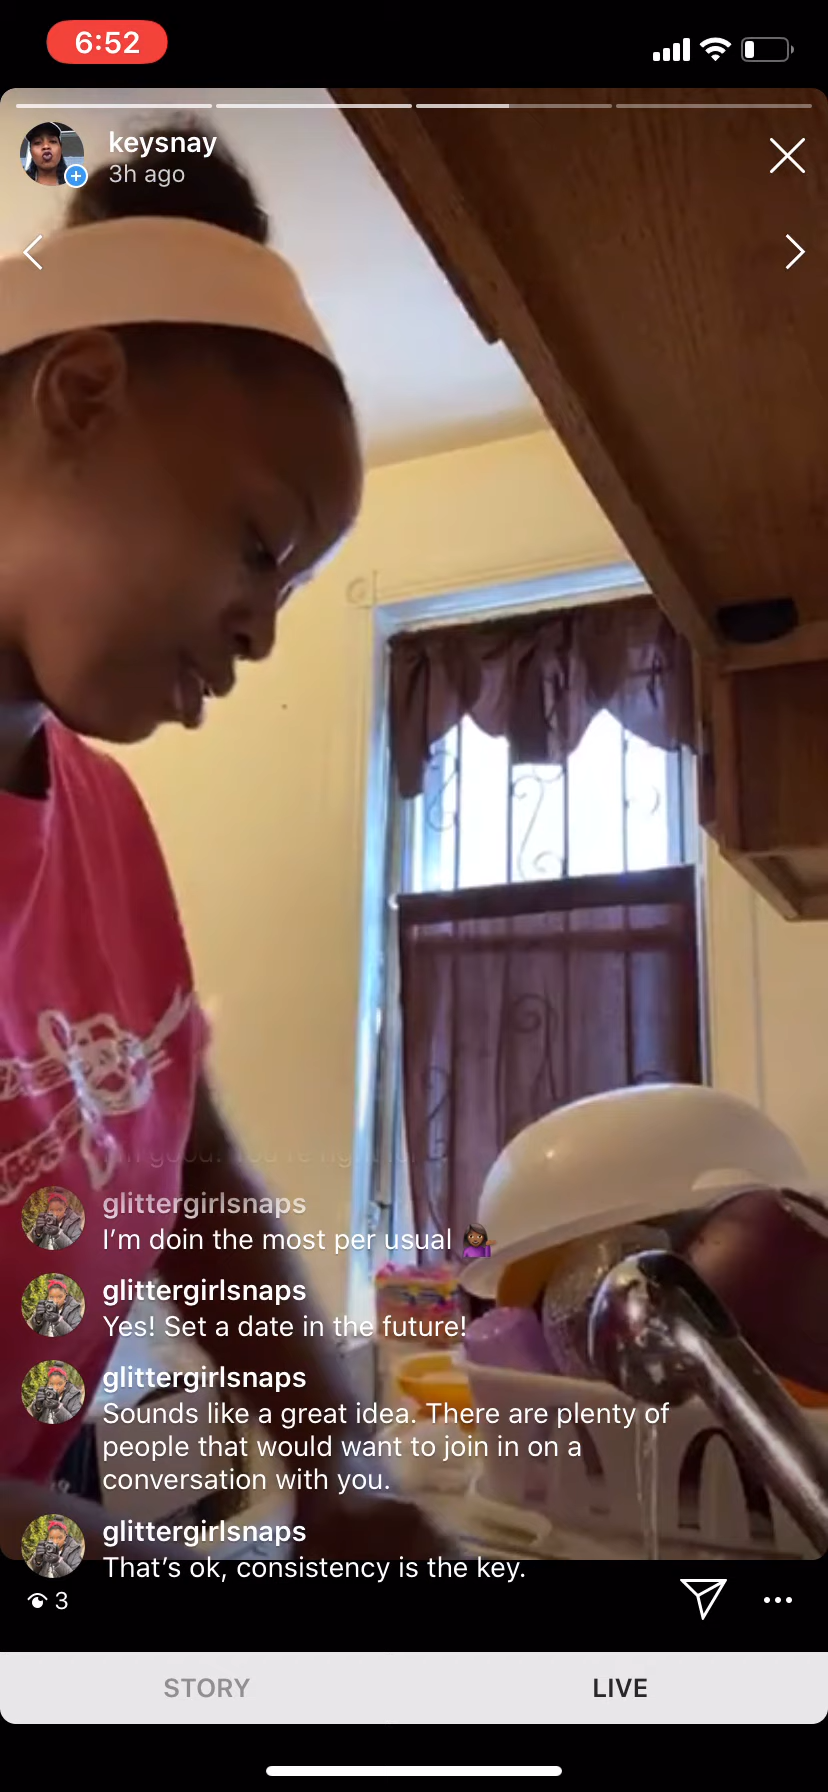 6:52
keysnay
3h ago
glittergirlsnaps
I'm doin the most per usual 💁🏾‍♀️
glittergirlsnaps
Yes! Set a date in the future!
glittergirlsnaps
Sounds like a great idea. There are plenty of
people that would want to join in on a
conversation with you.
glittergirlsnaps
That's ok, consistency is the key.
3
STORY
LIVE